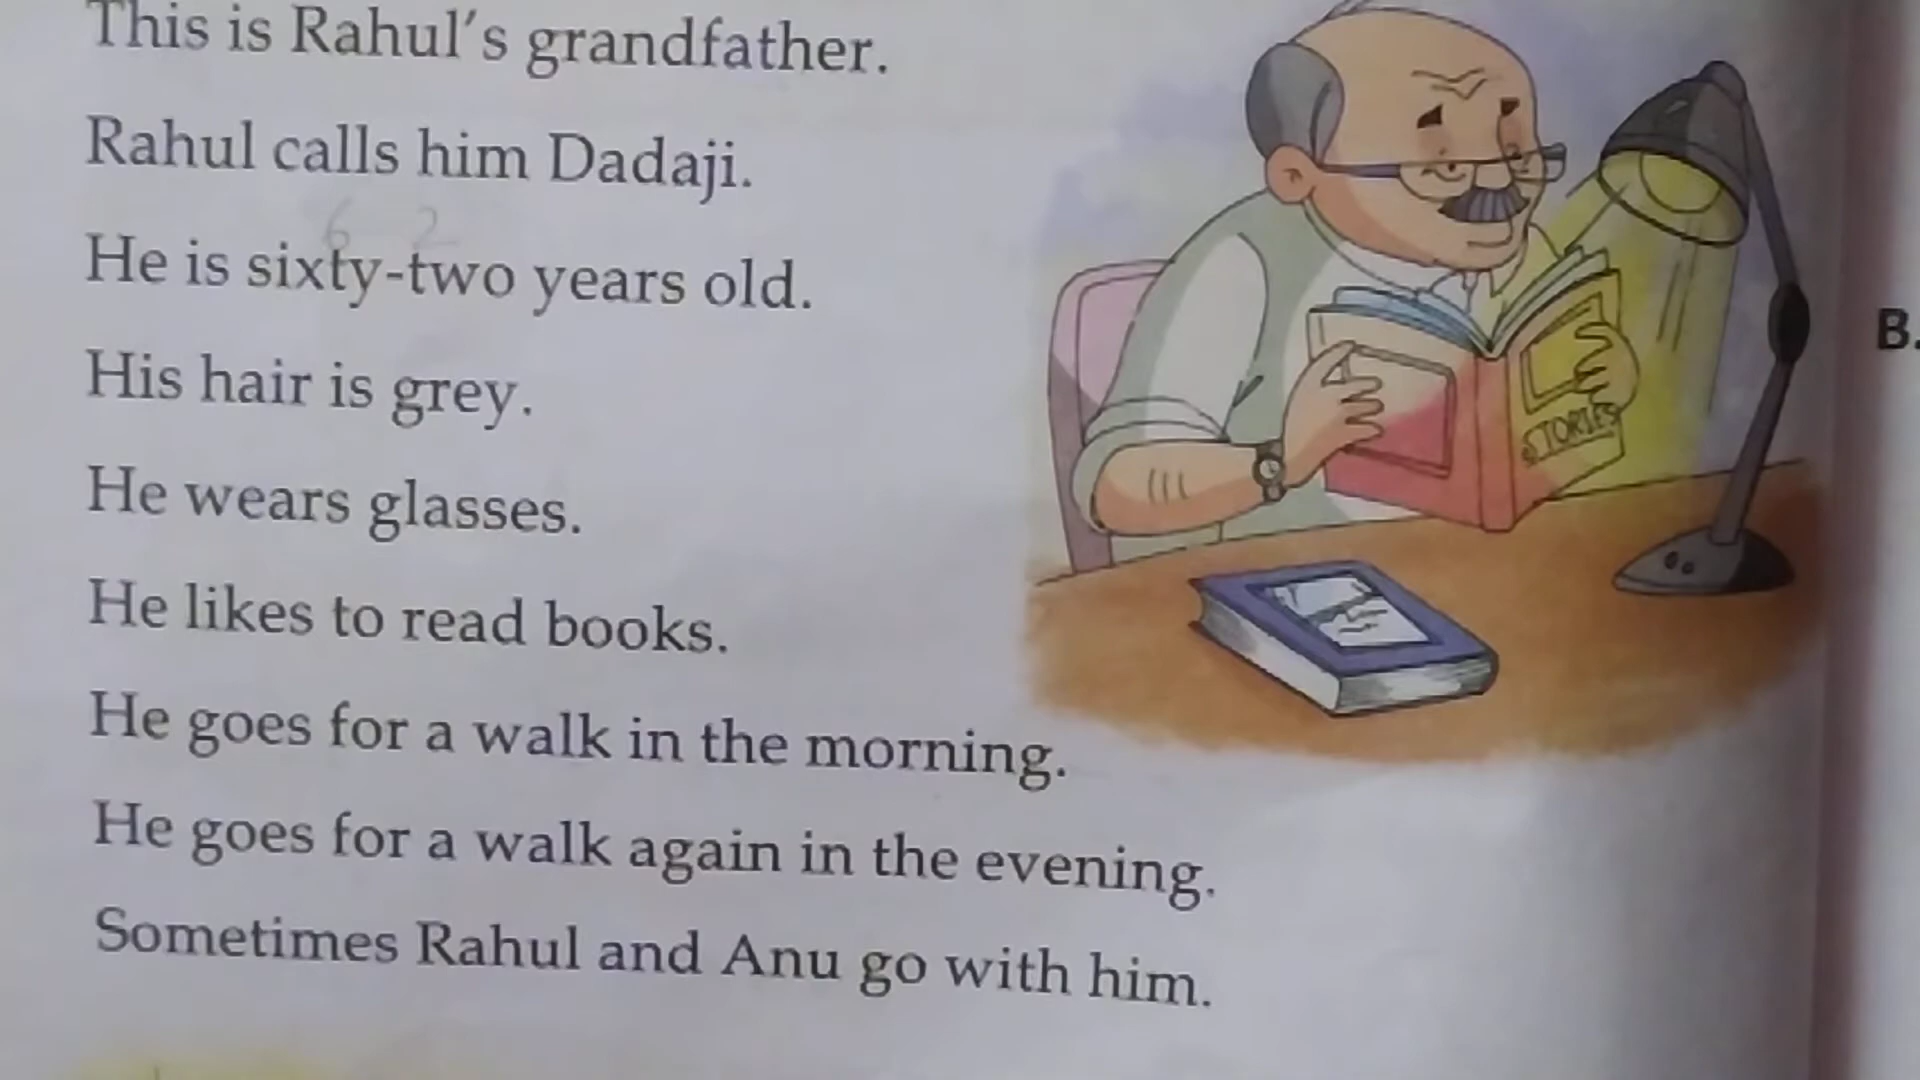 This is Rahul's grandfather.
Rahul calls him Dadaji.
6 2
He is sixty-two years old.
His hair is grey.
He wears glasses.
He likes to read books.
He goes for a walk in the morning.
He goes for a walk again in the evening.
Sometimes Rahul and Anu go with him.
STORIES
B.